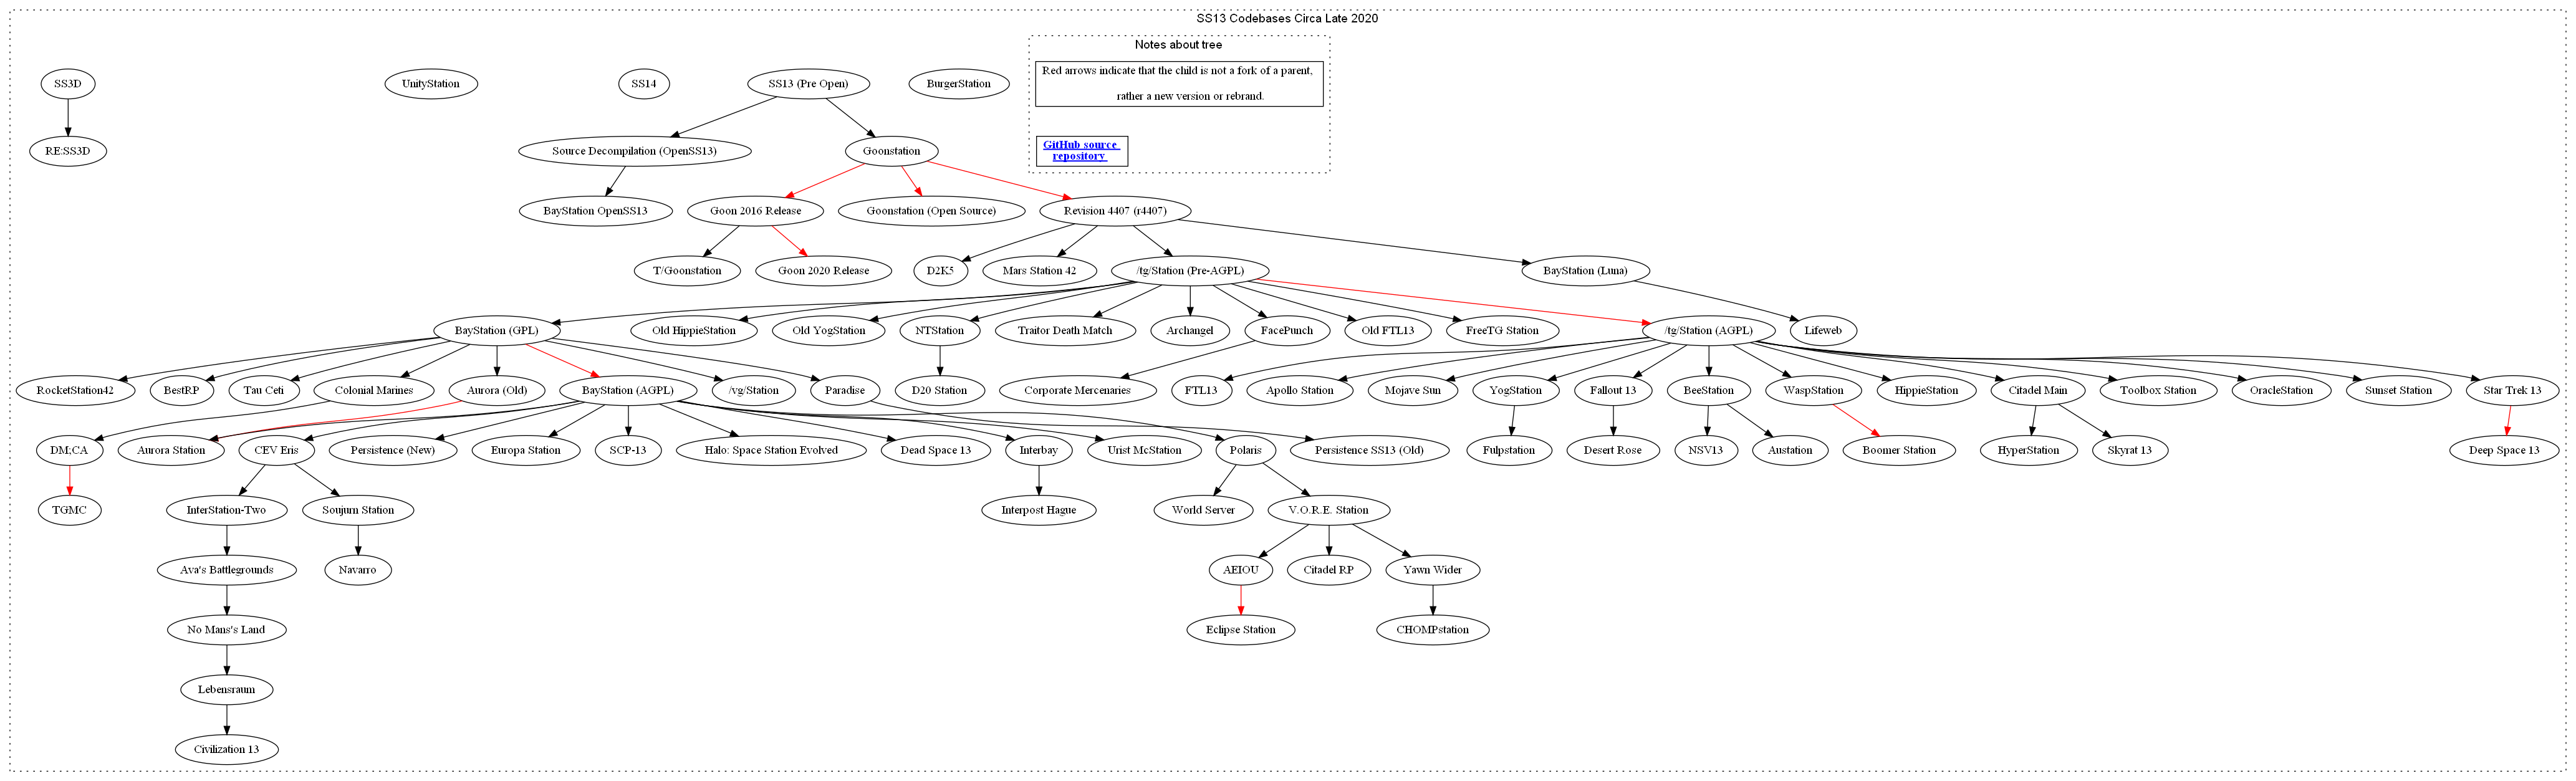 SS13 Codebases Circa Late 2020
Notes about tree
Red arrows indicate that the child is not a fork of a parent,
rather a new version or rebrand.
SS3D
UnityStation
SS14
SS13 (Pre Open)
BurgerStation
RE:SS3D
Source Decompilation (OpenSS13)
Goonstation
GitHub source
repository
BayStation OpenSS13
Goon 2016 Release
Goonstation (Open Source)
Revision 4407 (r4407)
T/Goonstation
Goon 2020 Release
D2K5
Mars Station 42
/tg/Station (Pre-AGPL)
BayStation (Luna)
BayStation (GPL)
Old HippieStation
Old YogStation
NTStation
Traitor Death Match
Archangel
FacePunch
Old FTL13
FreeTG Station
/tg/Station (AGPL)
Lifeweb
RocketStation42
BestRP
Tau Ceti
Colonial Marines
Aurora (Old)
BayStation (AGPL)
/vg/Station
Paradise
D20 Station
Corporate Mercenaries
FTL13
Apollo Station
Mojave Sun
YogStation
Fallout 13
BeeStation
WaspStation
HippieStation
Citadel Main
Toolbox Station
OracleStation
Sunset Station
Star Trek 13
DM;CA
Aurora Station
CEV Eris
Persistence (New)
Europa Station
SCP-13
Halo: Space Station Evolved
Dead Space 13
Interbay
Urist McStation
Polaris
Persistence SS13 (Old)
Fulpstation
Desert Rose
NSV13
Austation
Boomer Station
HyperStation
Skyrat 13
Deep Space 13
TGMC
InterStation-Two
Soujurn Station
Interpost Hague
World Server
V.O.R.E. Station
Ava's Battlegrounds
Navarro
AEIOU
Citadel RP
Yawn Wider
No Mans's Land
Eclipse Station
CHOMPstation
Lebensraum
Civilization 13